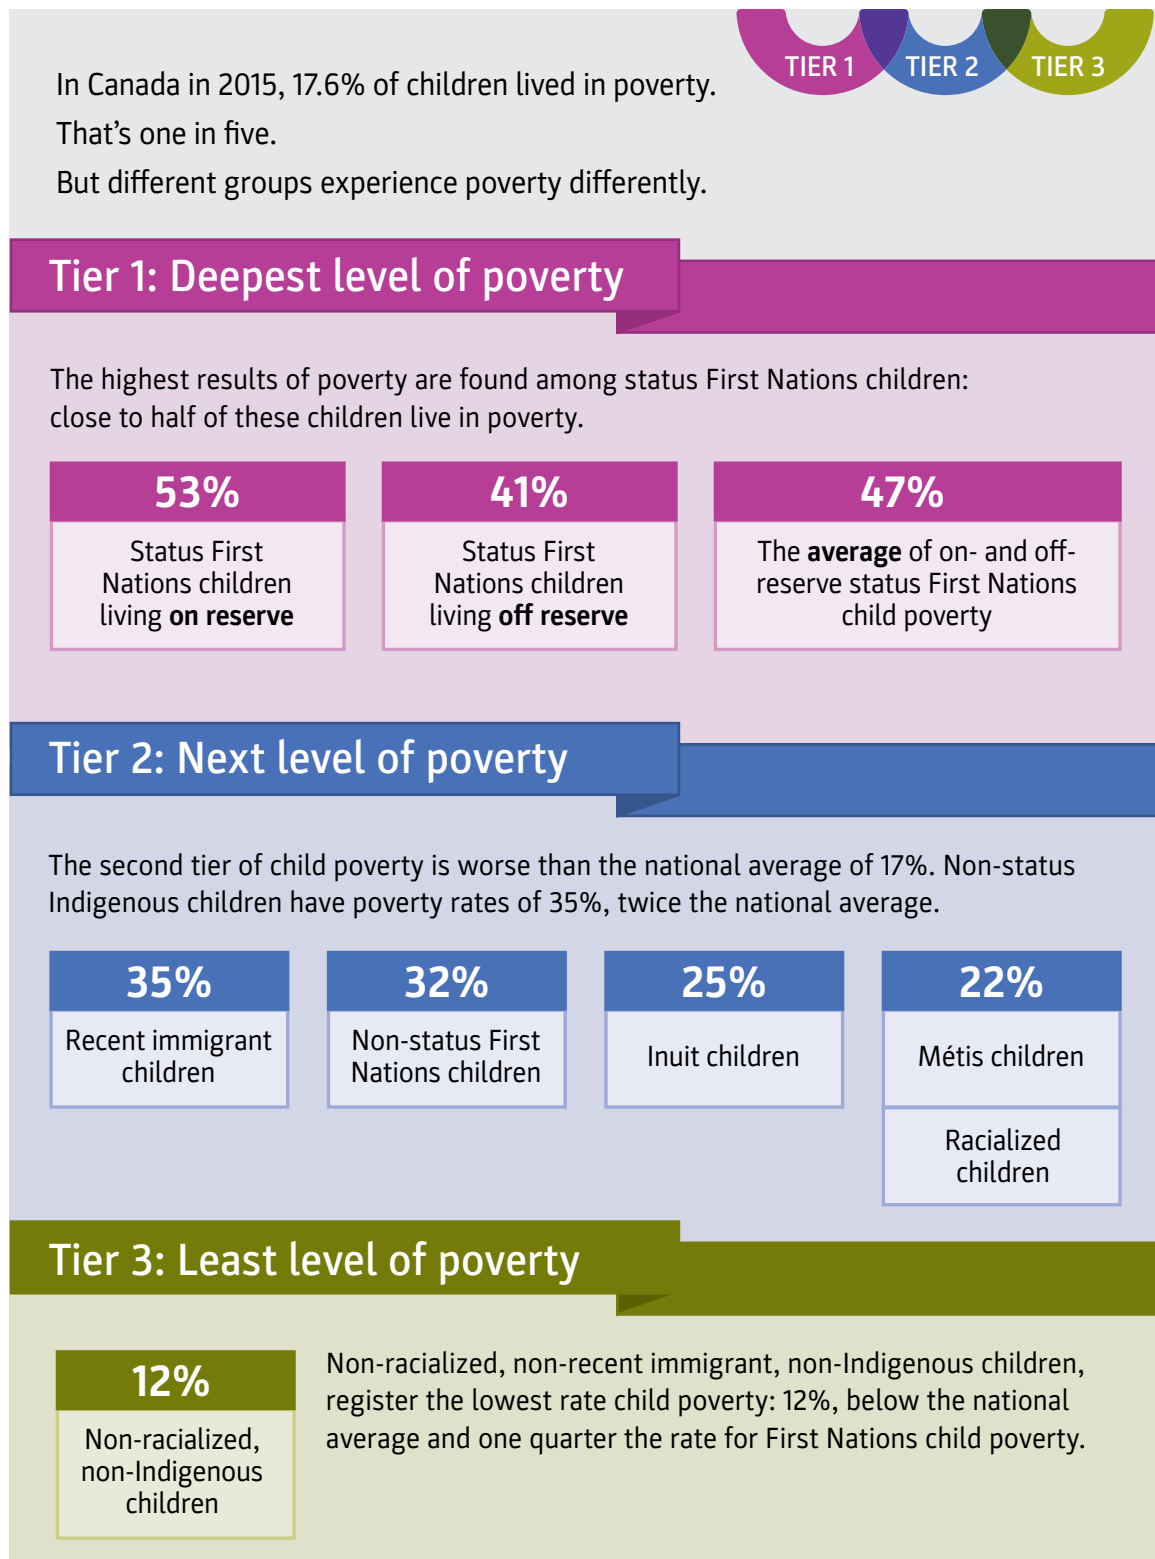 TIER 1
TIER 2
TIER 3
In Canada in 2015, 17.6% of children lived in poverty.
That’s one in five.
But different groups experience poverty differently.
Tier 1: Deepest level of poverty
The highest results of poverty are found among status First Nations children:
close to half of these children live in poverty.
53%
Status First
Nations children
living on reserve
41%
Status First
Nations children
living off reserve
47%
The average of on- and off-
reserve status First Nations
child poverty
Tier 2: Next level of poverty
The second tier of child poverty is worse than the national average of 17%. Non-status
Indigenous children have poverty rates of 35%, twice the national average.
35%
Recent immigrant
children
32%
Non-status First
Nations children
25%
Inuit children
22%
Métis children
Racialized
children
Tier 3: Least level of poverty
12%
Non-racialized,
non-Indigenous
children
Non-racialized, non-recent immigrant, non-Indigenous children,
register the lowest rate child poverty: 12%, below the national
average and one quarter the rate for First Nations child poverty.